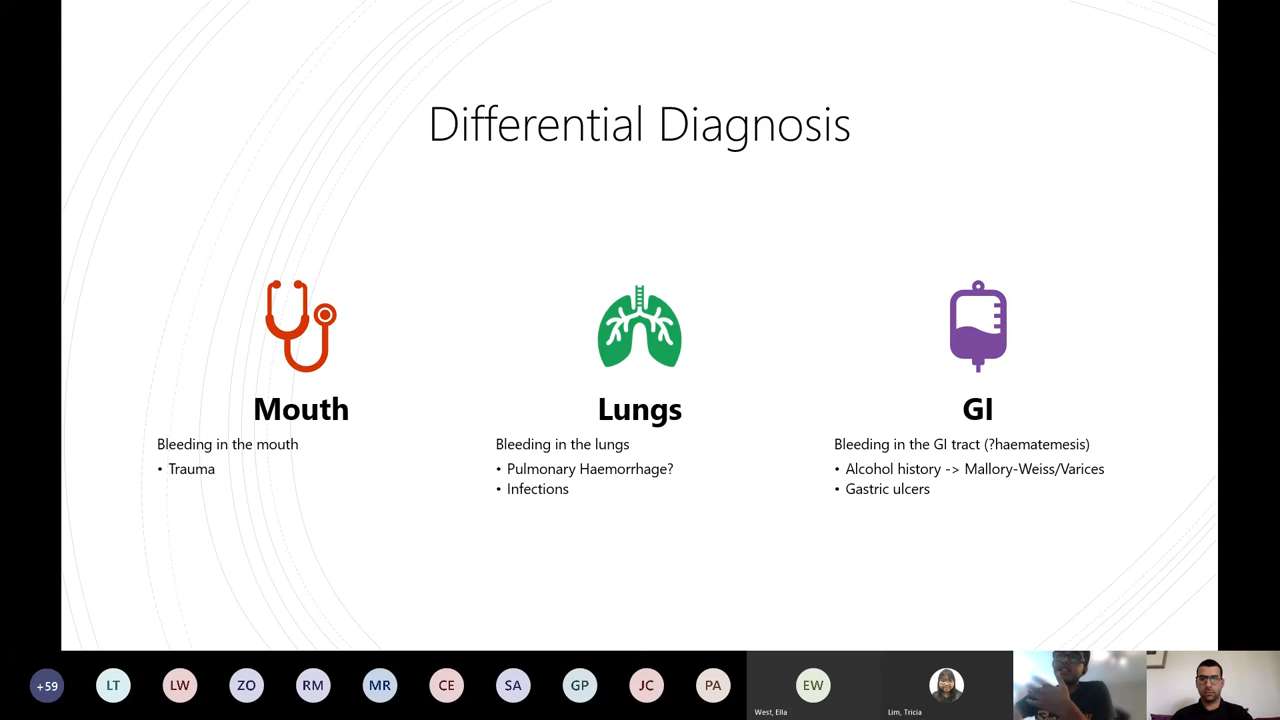 Differential Diagnosis
Mouth
Bleeding in the mouth
• Trauma
Lungs
Bleeding in the lungs
• Pulmonary Haemorrhage?
• Infections
GI
Bleeding in the GI tract (?haematemesis)
• Alcohol history -> Mallory-Weiss/Varices
• Gastric ulcers
+59
LT
LW
ZO
RM
MR
CE
SA
GP
JC
PA
EW
West, Ella
Lim, Tricia